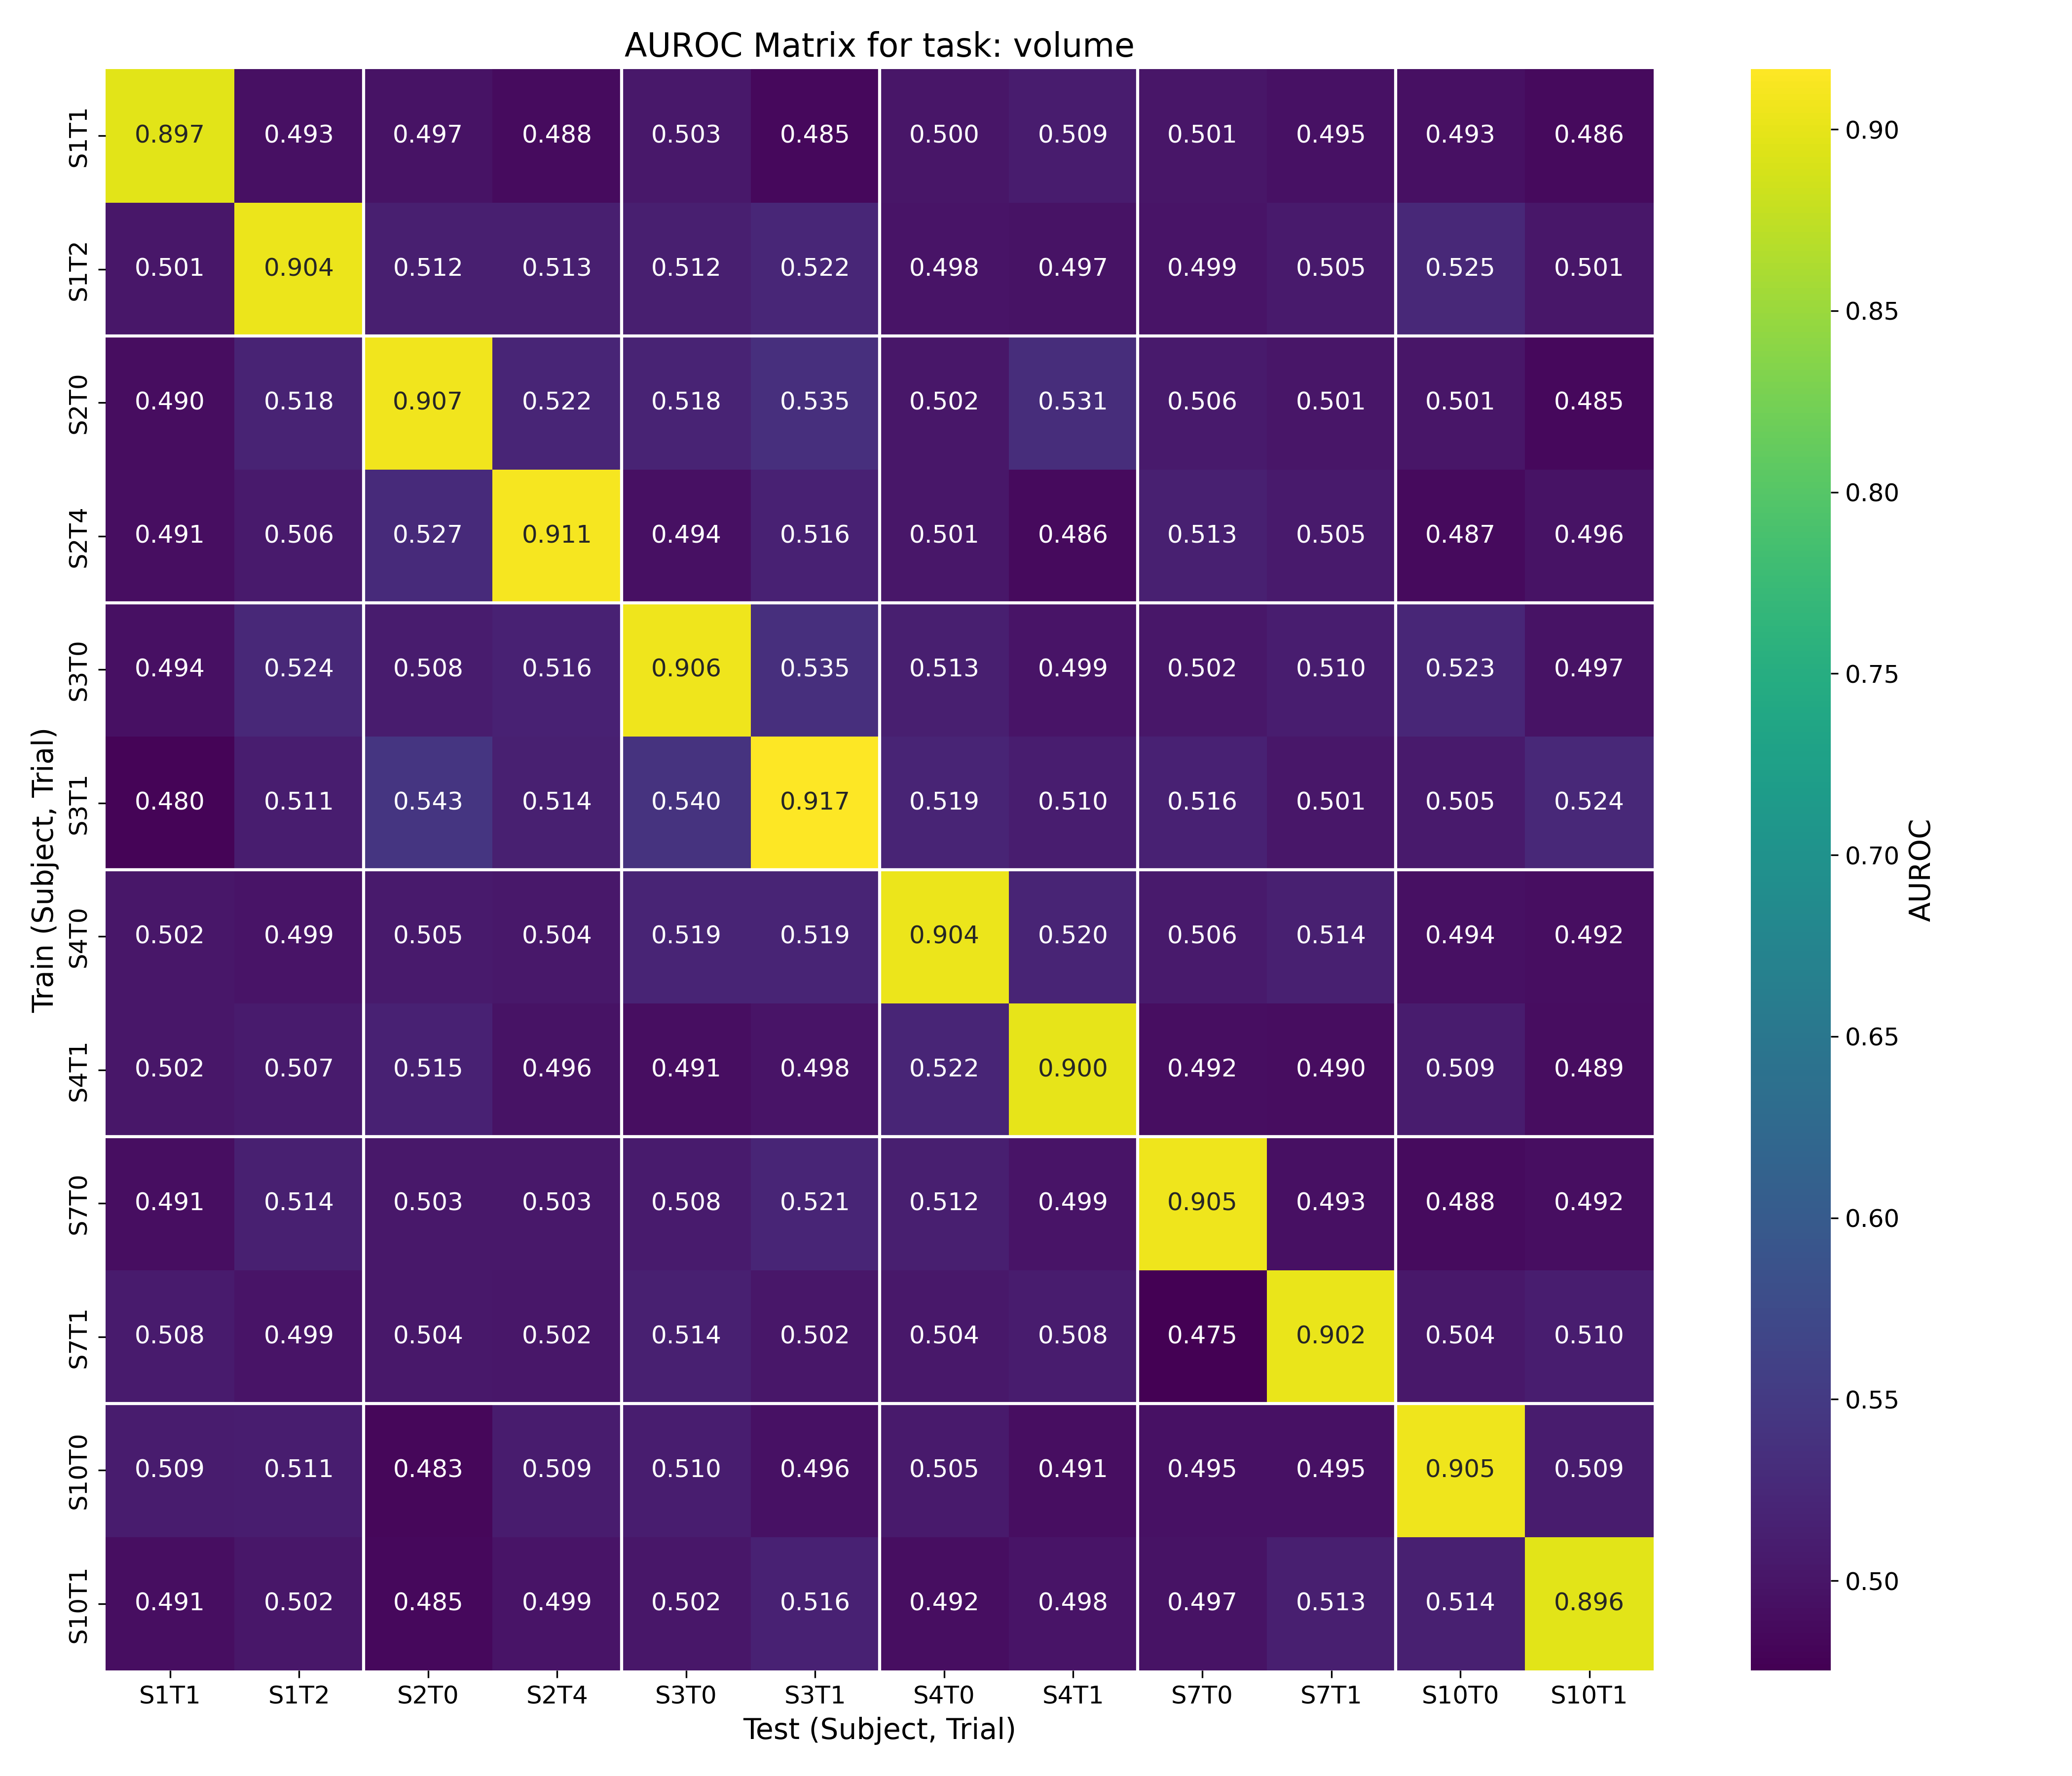 AUROC Matrix for task: volume
Train (Subject, Trial)
S1T1 0.897 0.493 0.497 0.488 0.503 0.485 0.500 0.509 0.501 0.495 0.493 0.486
S1T2 0.501 0.904 0.512 0.513 0.512 0.522 0.498 0.497 0.499 0.505 0.525 0.501
S2T0 0.490 0.518 0.907 0.522 0.518 0.535 0.502 0.531 0.506 0.501 0.501 0.485
S2T4 0.491 0.506 0.527 0.911 0.494 0.516 0.501 0.486 0.513 0.505 0.487 0.496
S3T0 0.494 0.524 0.508 0.516 0.906 0.535 0.513 0.499 0.502 0.510 0.523 0.497
S3T1 0.480 0.511 0.543 0.514 0.540 0.917 0.519 0.510 0.516 0.501 0.505 0.524
S4T0 0.502 0.499 0.505 0.504 0.519 0.519 0.904 0.520 0.506 0.514 0.494 0.492
S4T1 0.502 0.507 0.515 0.496 0.491 0.498 0.522 0.900 0.492 0.490 0.509 0.489
S7T0 0.491 0.514 0.503 0.503 0.508 0.521 0.512 0.499 0.905 0.493 0.488 0.492
S7T1 0.508 0.499 0.504 0.502 0.514 0.502 0.504 0.508 0.475 0.902 0.504 0.510
S10T0 0.509 0.511 0.483 0.509 0.510 0.496 0.505 0.491 0.495 0.495 0.905 0.509
S10T1 0.491 0.502 0.485 0.499 0.502 0.516 0.492 0.498 0.497 0.513 0.514 0.896
S1T1 S1T2 S2T0 S2T4 S3T0 S3T1 S4T0 S4T1 S7T0 S7T1 S10T0 S10T1
Test (Subject, Trial)
0.90
0.85
0.80
0.75
0.70
0.65
0.60
0.55
0.50
AUROC